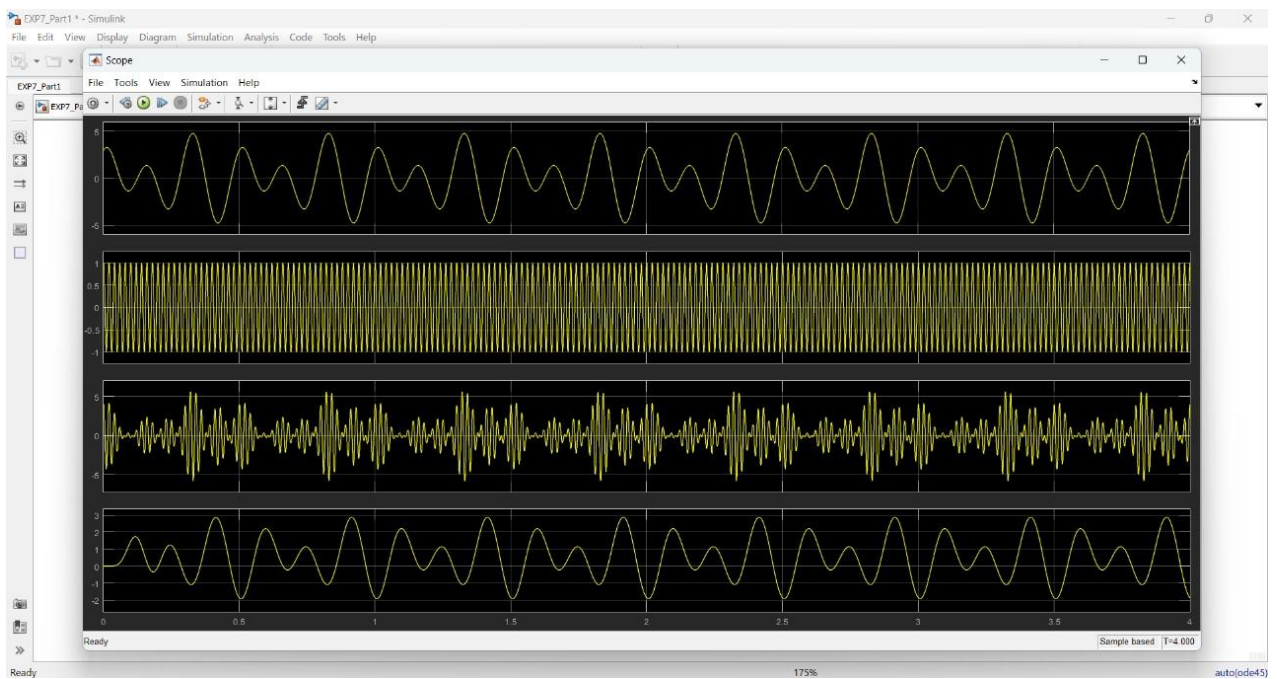 EXP7_Part1 * - Simulink
File Edit View Display Diagram Simulation Analysis Code Tools Help
Scope
File Tools View Simulation Help
EXP7_Part1
EXP7_Pa
5
0
-5
1
0.5
0
-0.5
-1
5
0
-5
3
2
1
0
-1
-2
0 0.5 1 1.5 2 2.5 3 3.5 4
Ready Sample based T=4.000
Ready 175% auto(ode45)